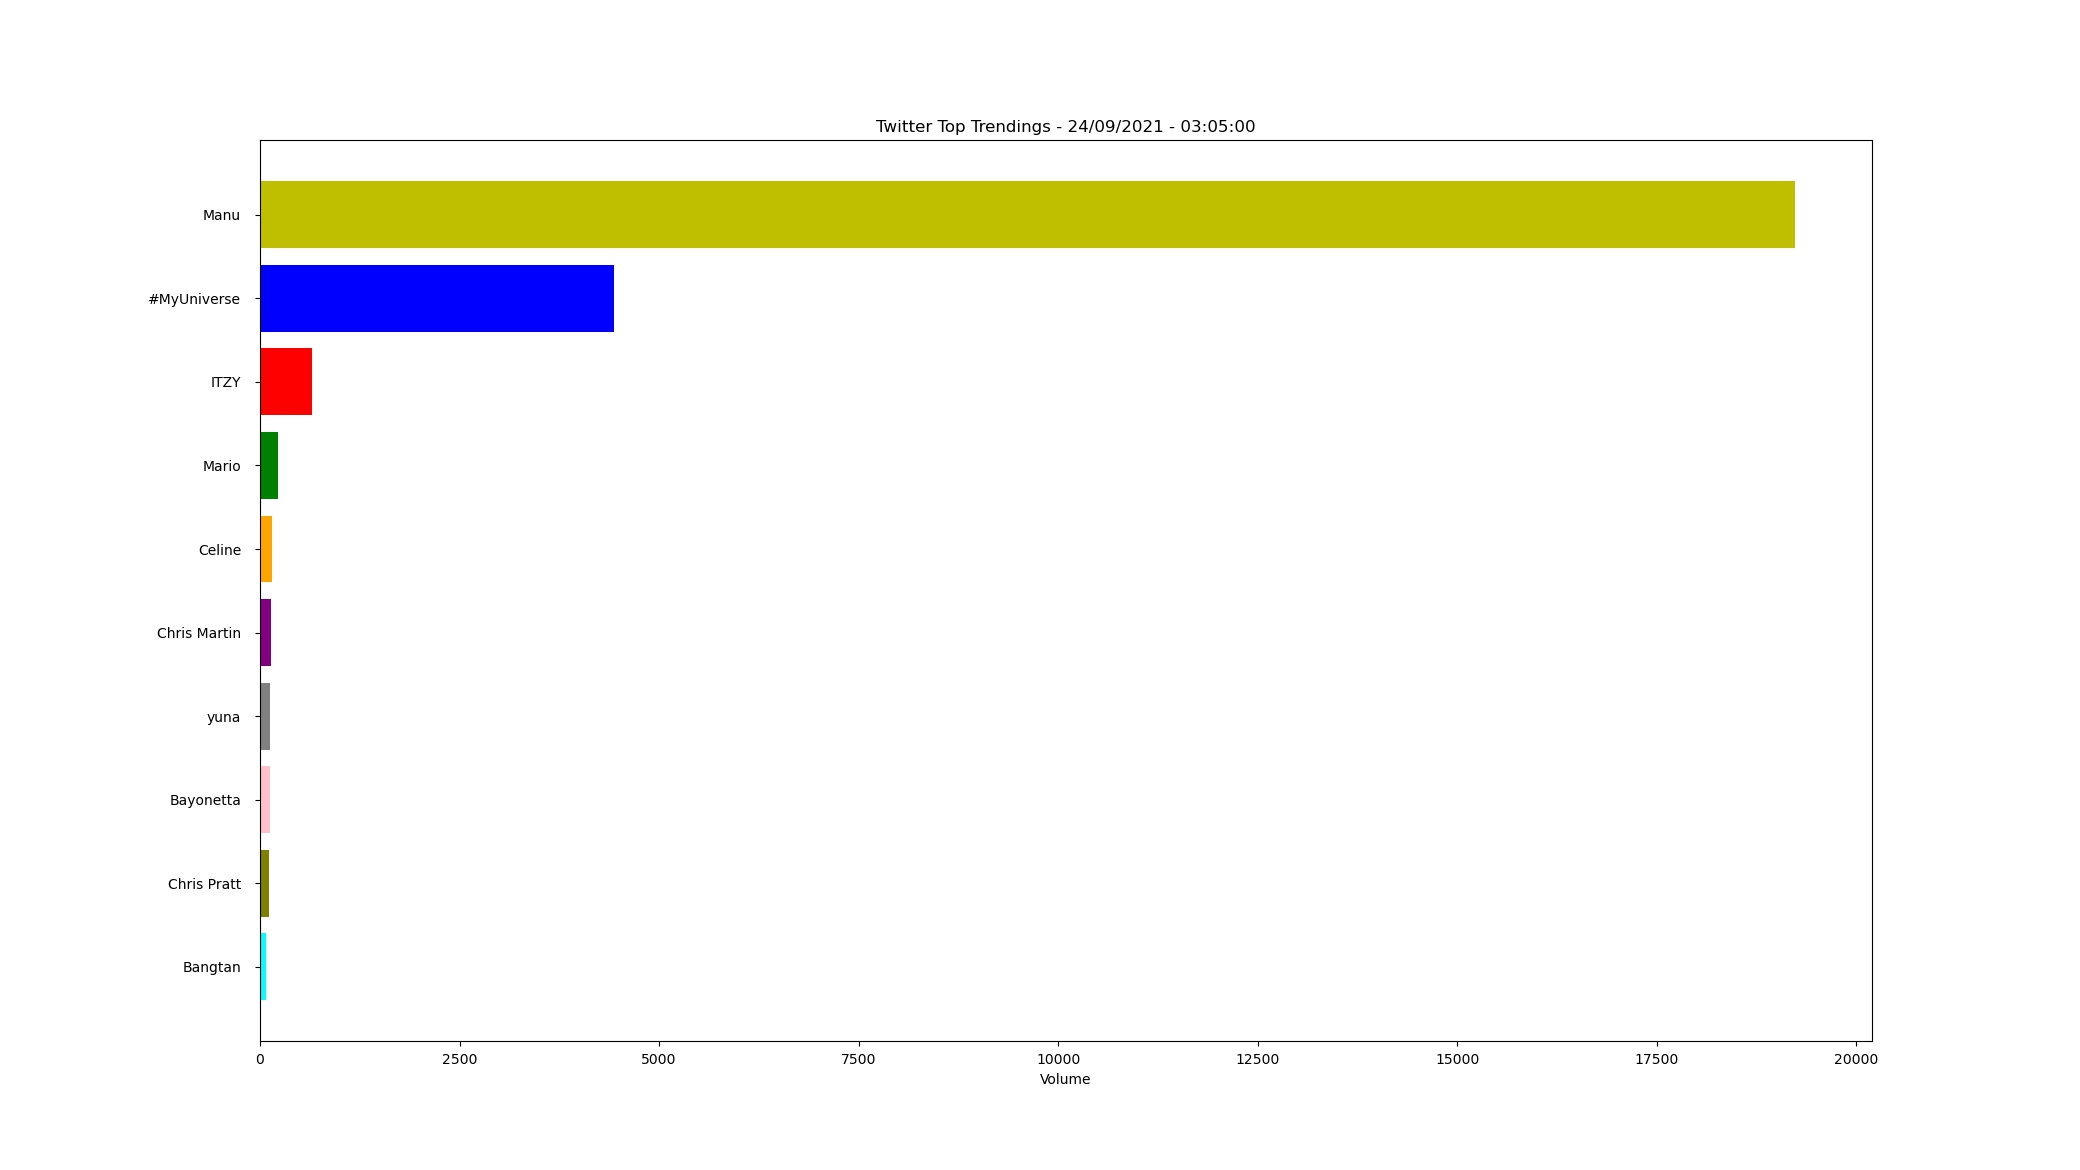 Twitter Top Trendings - 24/09/2021 - 03:05:00
Manu
#MyUniverse
ITZY
Mario
Celine
Chris Martin
yuna
Bayonetta
Chris Pratt
Bangtan
0 2500 5000 7500 10000 12500 15000 17500 20000
Volume